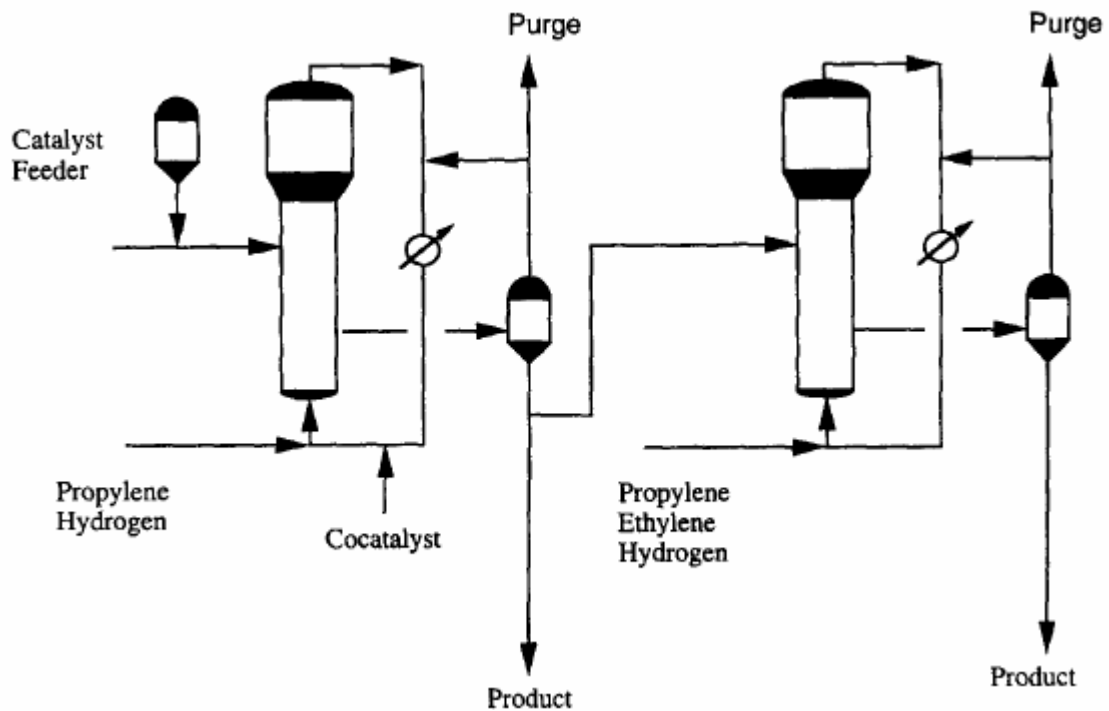 Purge
Purge
Catalyst
Feeder
Propylene
Hydrogen
Cocatalyst
Propylene
Ethylene
Hydrogen
Product
Product